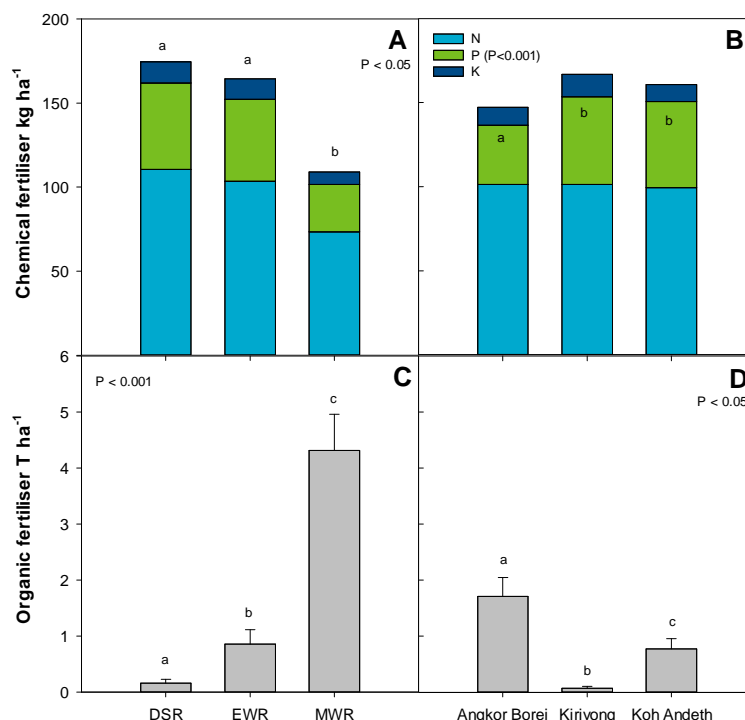 Chemical fertiliser kg ha-1
200
150
100
50
6
A
P < 0.05
a
a
b
B
N
P (P<0.001)
K
a
b
b
Organic fertiliser T ha-1
5
4
3
2
1
0
C
P < 0.001
a
b
c
DSR EWR MWR
D
P < 0.05
a
b
c
Angkor Borei Kirivong Koh Andeth